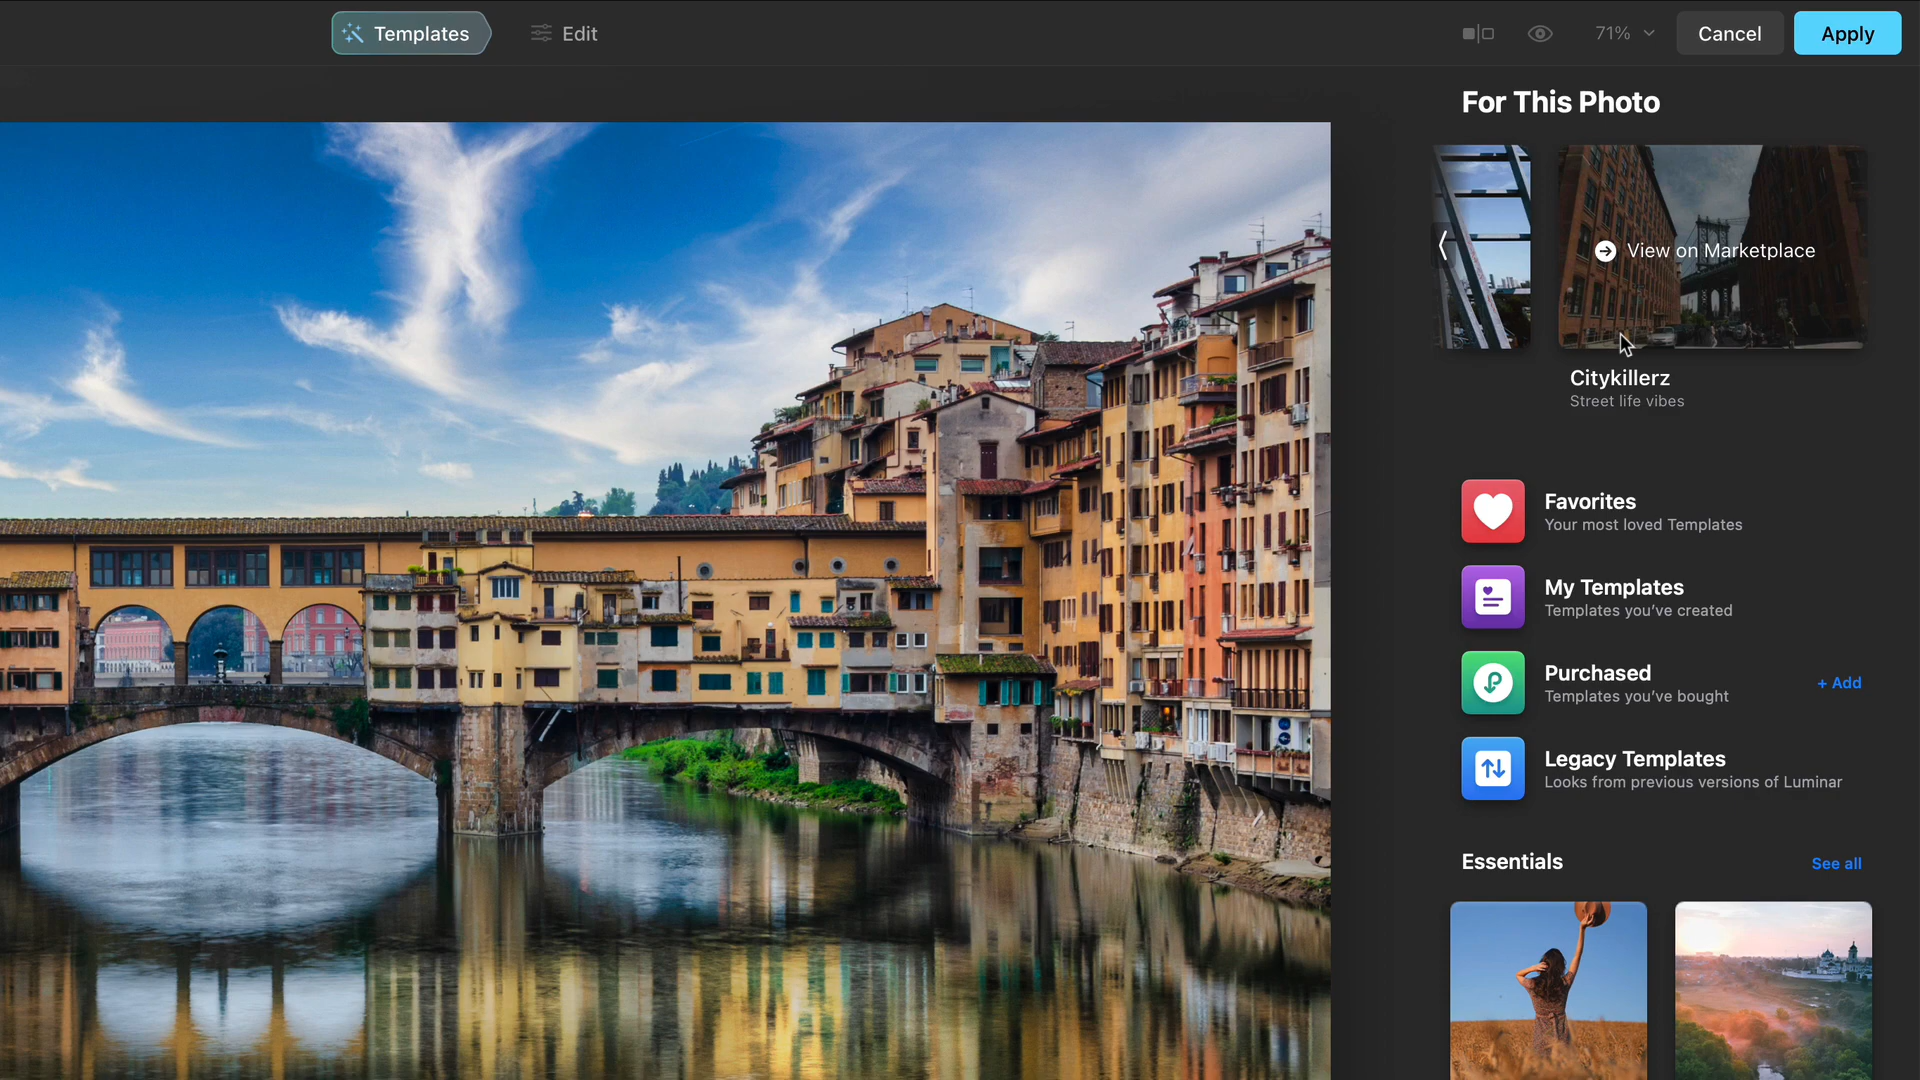 Templates
Edit
71%
Cancel
Apply
For This Photo
View on Marketplace
Citykillerz
Street life vibes
Favorites
Your most loved Templates
My Templates
Templates you’ve created
Purchased
Templates you’ve bought
+ Add
Legacy Templates
Looks from previous versions of Luminar
Essentials
See all